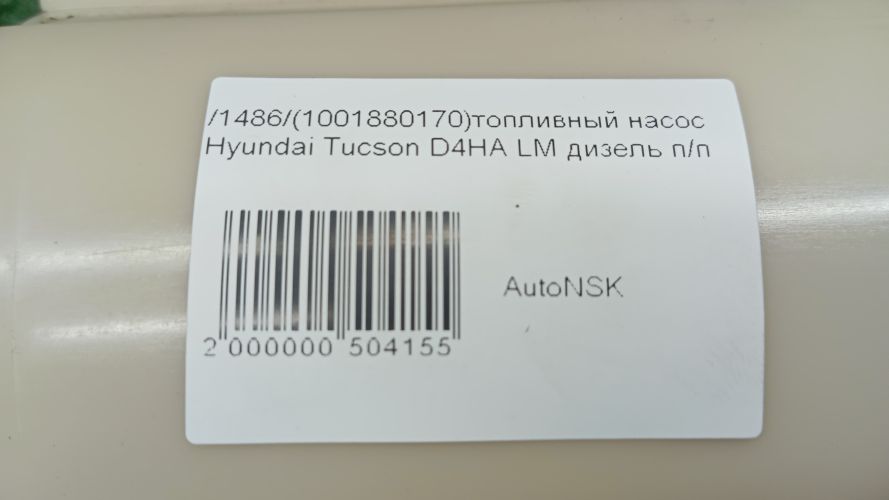 /1486/(1001880170)топливный насос
Hyundai Tucson D4HA LM дизель п/п
AutoNSK
2 000000 504155